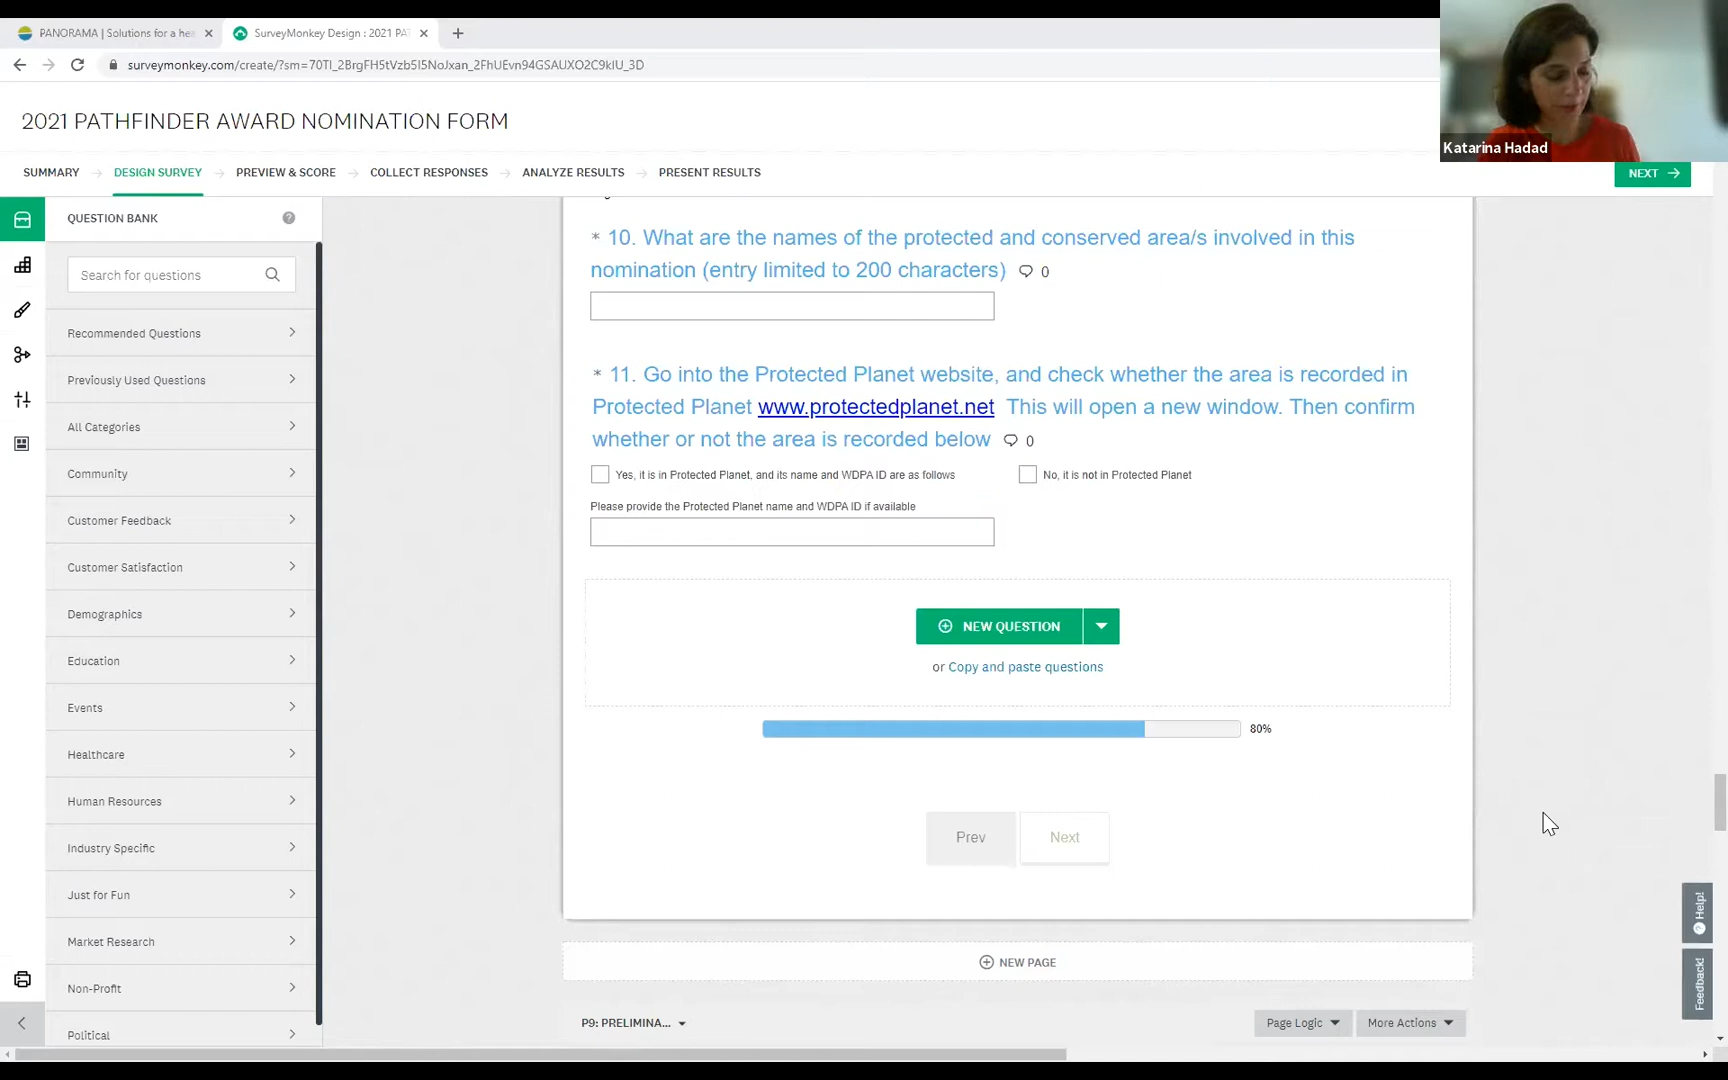 PANORAMA | Solutions for a hea
SurveyMonkey Design : 2021 PA
surveymonkey.com/create/?sm=70TI_2BrgFH5tVzb5I5NoJxan_2FhUEvn94GSAUXO2C9kIU_3D
Katarina Hadad
2021 PATHFINDER AWARD NOMINATION FORM
SUMMARY
DESIGN SURVEY
PREVIEW & SCORE
COLLECT RESPONSES
ANALYZE RESULTS
PRESENT RESULTS
NEXT
QUESTION BANK
Search for questions
Recommended Questions
Previously Used Questions
All Categories
Community
Customer Feedback
Customer Satisfaction
Demographics
Education
Events
Healthcare
Human Resources
Industry Specific
Just for Fun
Market Research
Non-Profit
Political
* 10. What are the names of the protected and conserved area/s involved in this
nomination (entry limited to 200 characters) 0
* 11. Go into the Protected Planet website, and check whether the area is recorded in
Protected Planet www.protectedplanet.net This will open a new window. Then confirm
whether or not the area is recorded below 0
Yes, it is in Protected Planet, and its name and WDPA ID are as follows
No, it is not in Protected Planet
Please provide the Protected Planet name and WDPA ID if available
NEW QUESTION
or Copy and paste questions
80%
Prev
Next
NEW PAGE
P9: PRELIMINA...
Page Logic
More Actions
Help!
Feedback!